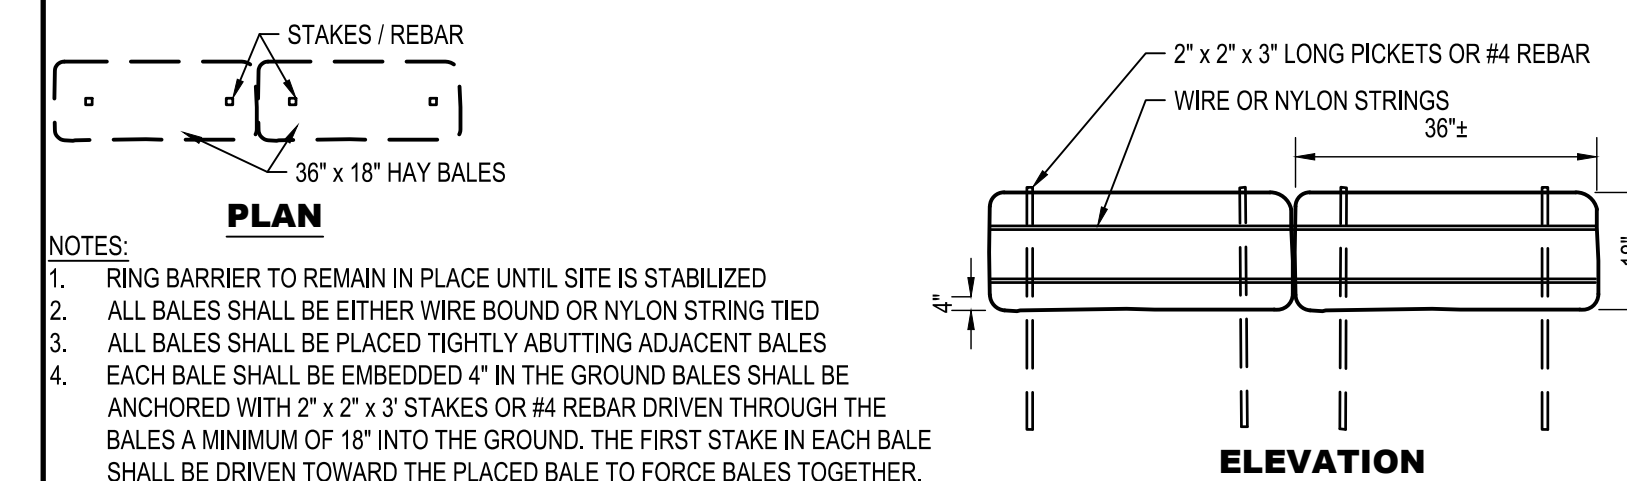 STAKES / REBAR
36" x 18" HAY BALES
PLAN
NOTES:
1. RING BARRIER TO REMAIN IN PLACE UNTIL SITE IS STABILIZED
2. ALL BALES SHALL BE EITHER WIRE BOUND OR NYLON STRING TIED
3. ALL BALES SHALL BE PLACED TIGHTLY ABUTTING ADJACENT BALES
4. EACH BALE SHALL BE EMBEDDED 4" IN THE GROUND BALES SHALL BE
ANCHORED WITH 2" x 2" x 3' STAKES OR #4 REBAR DRIVEN THROUGH THE
BALES A MINIMUM OF 18" INTO THE GROUND. THE FIRST STAKE IN EACH BALE
SHALL BE DRIVEN TOWARD THE PLACED BALE TO FORCE BALES TOGETHER.
2" x 2" x 3" LONG PICKETS OR #4 REBAR
WIRE OR NYLON STRINGS
36"±
4"
ELEVATION